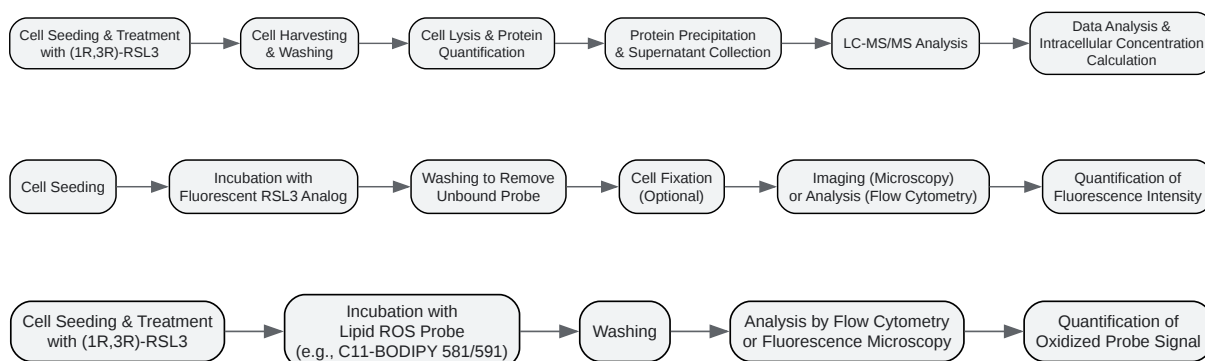 Cell Seeding & Treatment
with (1R,3R)-RSL3
Cell Harvesting
& Washing
Cell Lysis & Protein
Quantification
Protein Precipitation
& Supernatant Collection
LC-MS/MS Analysis
Data Analysis &
Intracellular Concentration
Calculation
Cell Seeding
Incubation with
Fluorescent RSL3 Analog
Washing to Remove
Unbound Probe
Cell Fixation
(Optional)
Imaging (Microscopy)
or Analysis (Flow Cytometry)
Quantification of
Fluorescence Intensity
Cell Seeding & Treatment
with (1R,3R)-RSL3
Incubation with
Lipid ROS Probe
(e.g., C11-BODIPY 581/591)
Washing
Analysis by Flow Cytometry
or Fluorescence Microscopy
Quantification of
Oxidized Probe Signal